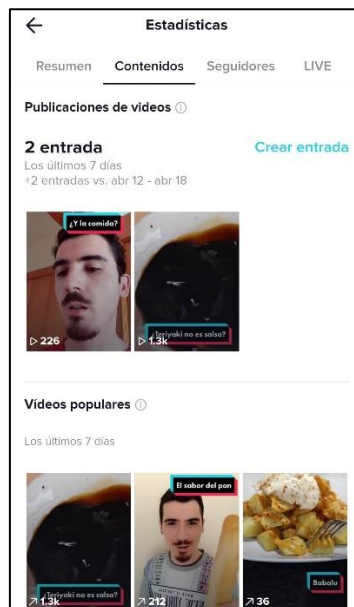 Estadísticas
Resumen Contenidos Seguidores LIVE
Publicaciones de videos
2 entrada Crear entrada
Los últimos 7 días
+2 entradas vs. abr 12 - abr 18
¿Y la comida?
¿Teriyaki no es salsa?
226 1.3k
Vídeos populares
Los últimos 7 días
El sabor del pan
¿Teriyaki no es salsa? Babalu
1.3k 212 36